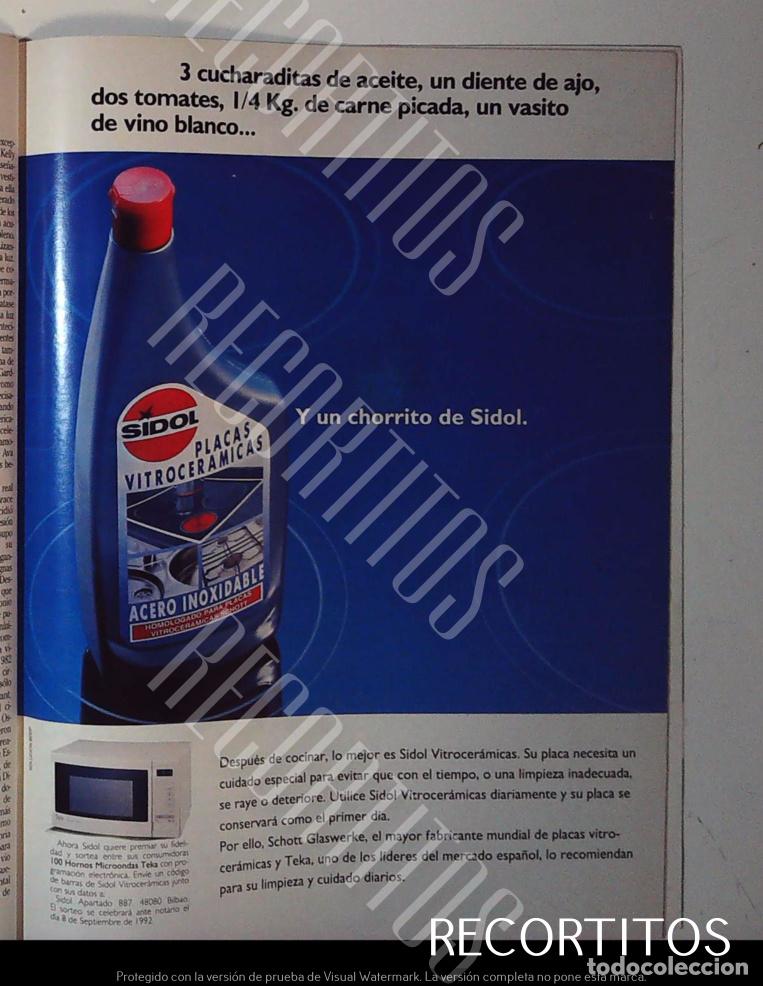 3 cucharaditas de aceite, un diente de ajo,
dos tomates, 1/4 Kg. de carne picada, un vasito
de vino blanco...
Y un chorrito de Sidol.
SIDOL
PLACAS
VITROCERAMICAS
ACERO INOXIDABLE
HOMOLOGADO PARA PLACAS
VITROCERAMICAS SCHOTT
Después de cocinar, lo mejor es Sidol Vitrocerámicas. Su placa necesita un
cuidado especial para evitar que con el tiempo, o una limpieza inadecuada,
se raye o deteriore. Utilice Sidol Vitrocerámicas diariamente y su placa se
conservará como el primer día.
Por ello, Schott Glaswerke, el mayor fabricante mundial de placas vitro-
cerámicas y Teka, uno de los líderes del mercado español, lo recomiendan
para su limpieza y cuidado diarios.
Ahora Sidol quiere premiar su fideli-
dad y sortea entre sus consumidoras
100 Hornos Microondas Teka con pro-
gramación electrónica. Envíe un código
de barras de Sidol Vitrocerámicas junto
con sus datos a:
Sidol Apartado 887 48080 Bilbao.
El sorteo se celebrará ante notario el
día 8 de Septiembre de 1992
RECORTITOS
RECORTITOS
RECORTITOS
RECORTITOS
todocoleccion
Protegido con la versión de prueba de Visual Watermark. La versión completa no pone esta marca.